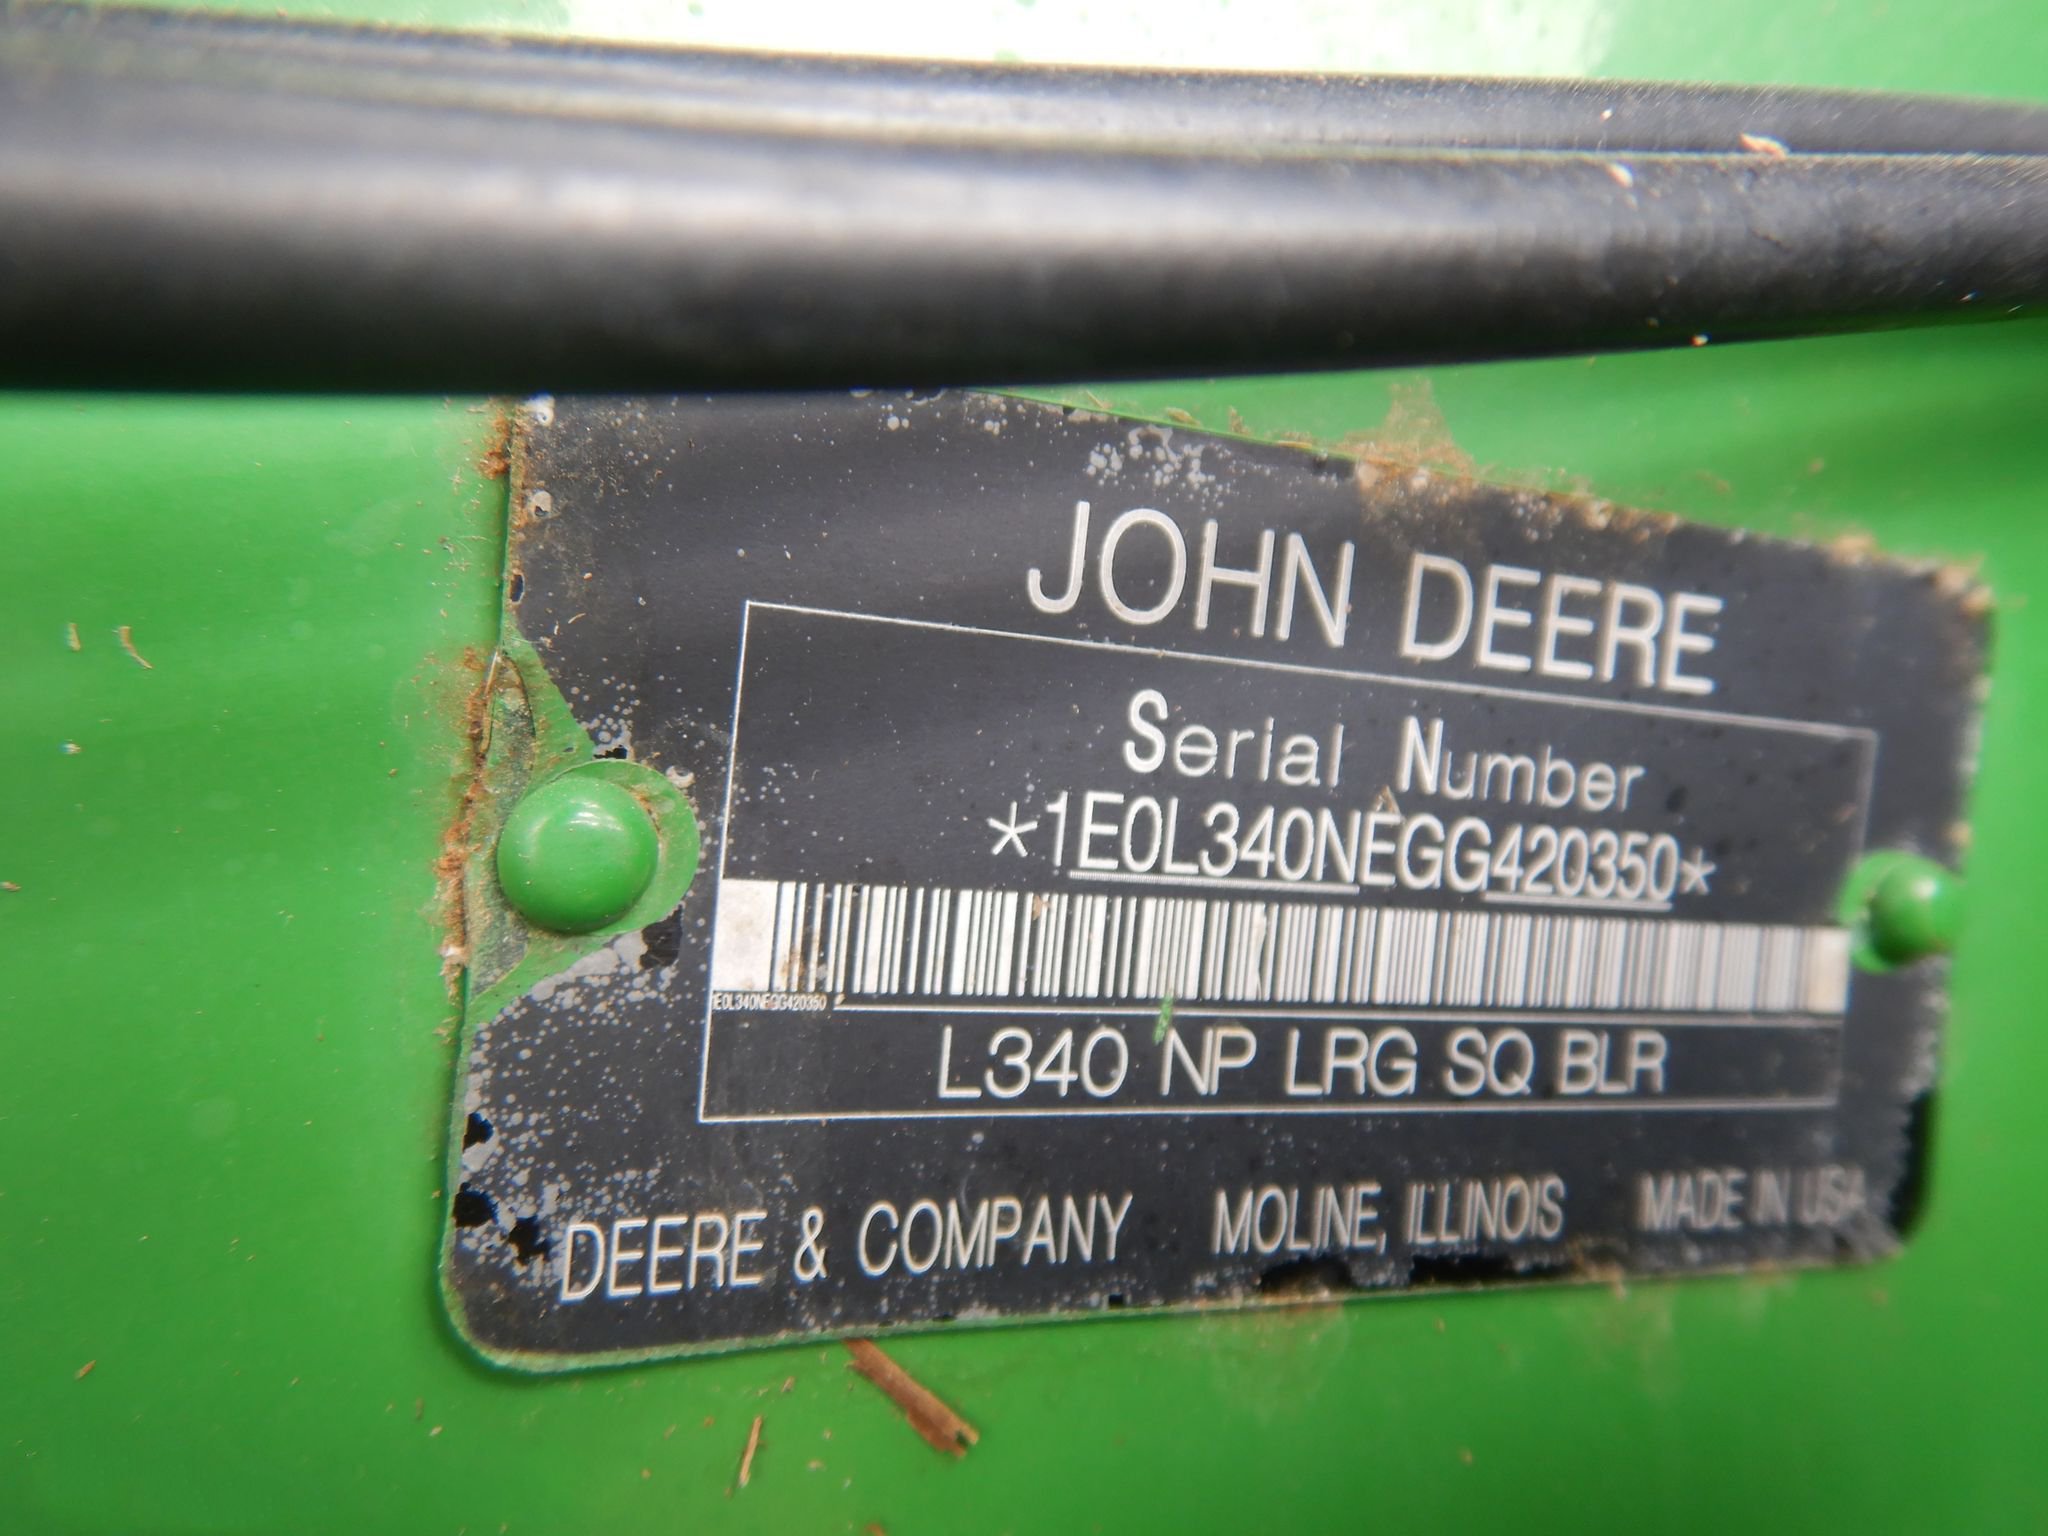 JOHN DEERE
Serial Number
*1E0L340NEGG420350*
1E0L340NEGG420350
L340 NP LRG SQ BLR
DEERE & COMPANY MOLINE, ILLINOIS MADE IN USA